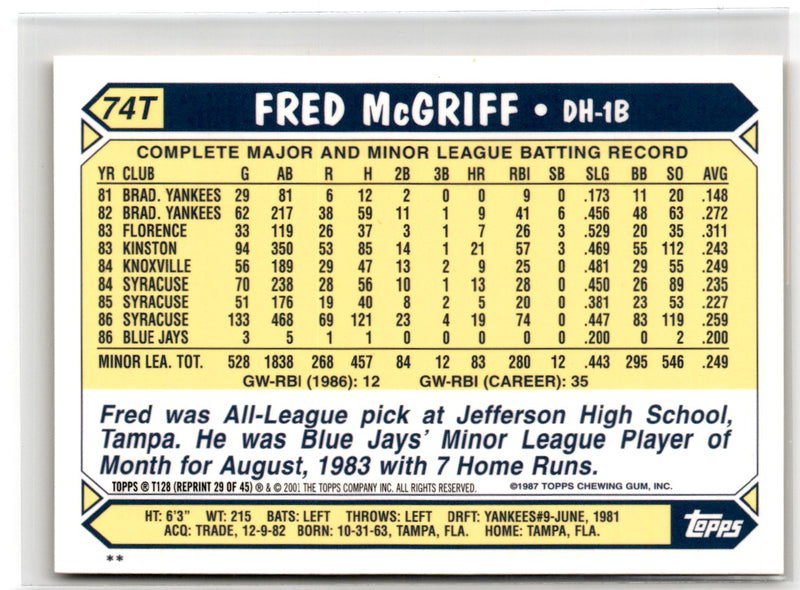 74T FRED McGRIFF • DH-1B
COMPLETE MAJOR AND MINOR LEAGUE BATTING RECORD
YR CLUB G AB R H 2B 3B HR RBI SB SLG BB SO AVG
81 BRAD. YANKEES 29 81 6 12 2 0 0 9 0 .173 11 20 .148
82 BRAD. YANKEES 62 217 38 59 11 1 9 41 6 .456 48 63 .272
83 FLORENCE 33 119 26 37 3 1 7 26 3 .529 20 35 .311
83 KINSTON 94 350 53 85 14 1 21 57 3 .469 55 112 .243
84 KNOXVILLE 56 189 29 47 13 2 9 25 0 .481 29 55 .249
84 SYRACUSE 70 238 28 56 10 1 13 28 0 .450 26 89 .235
85 SYRACUSE 51 176 19 40 8 2 5 20 0 .381 23 53 .227
86 SYRACUSE 133 468 69 121 23 4 19 74 0 .447 83 119 .259
86 BLUE JAYS 3 5 1 1 0 0 0 0 0 .200 0 2 .200
MINOR LEA. TOT. 528 1838 268 457 84 12 83 280 12 .443 295 546 .249
GW-RBI (1986): 12 GW-RBI (CAREER): 35
Fred was All-League pick at Jefferson High School,
Tampa. He was Blue Jays' Minor League Player of
Month for August, 1983 with 7 Home Runs.
TOPPS ® T128 (REPRINT 29 OF 45) ® & © 2001 THE TOPPS COMPANY INC. ALL RIGHTS RESERVED. ©1987 TOPPS CHEWING GUM, INC.
HT: 6'3" WT: 215 BATS: LEFT THROWS: LEFT DRFT: YANKEES#9-JUNE, 1981
ACQ: TRADE, 12-9-82 BORN: 10-31-63, TAMPA, FLA. HOME: TAMPA, FLA.
TOPPS
**